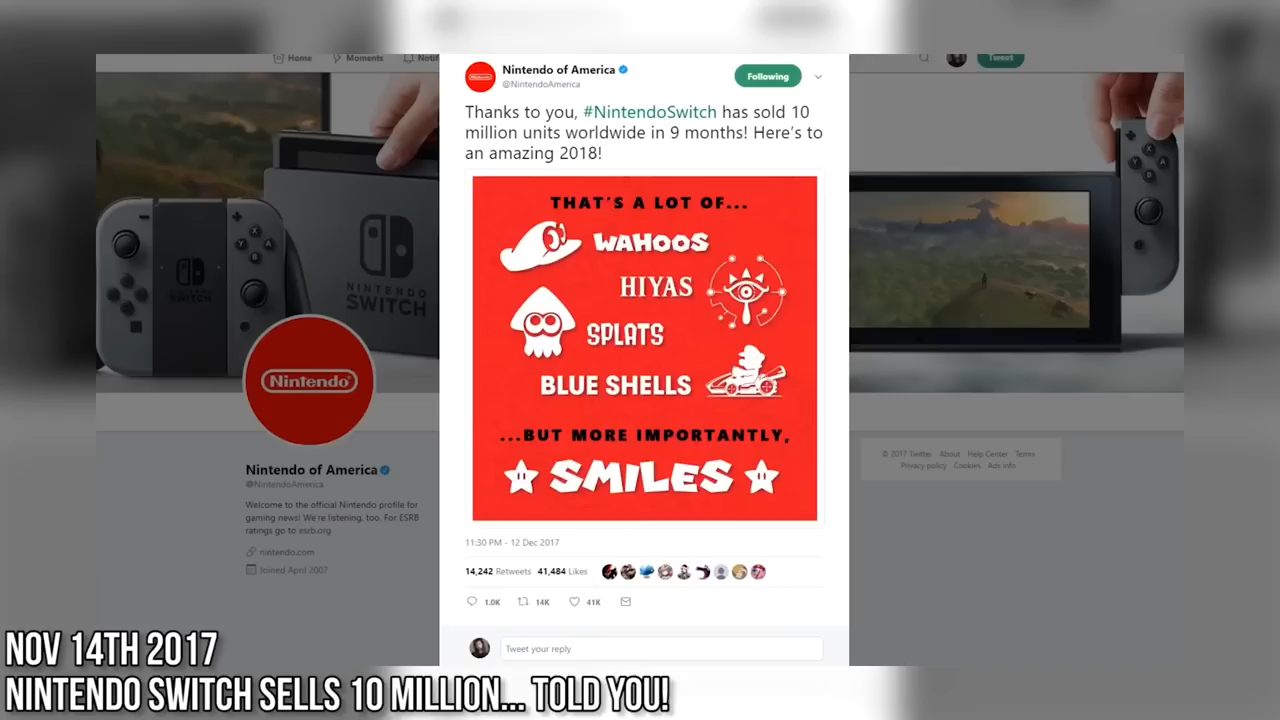 Home
Moments
Notif
Tweet
Nintendo of America
@NintendoAmerica
Following
Thanks to you, #NintendoSwitch has sold 10
million units worldwide in 9 months! Here's to
an amazing 2018!
THAT'S A LOT OF...
WAHOOS
HIYAS
SPLATS
BLUE SHELLS
...BUT MORE IMPORTANTLY,
SMILES
11:30 PM - 12 Dec 2017
14,242 Retweets 41,484 Likes
1.0K 14K 41K
Tweet your reply
NINTENDO
SWITCH
Nintendo
Nintendo of America
@NintendoAmerica
Welcome to the official Nintendo profile for
gaming news! We're listening, too. For ESRB
ratings go to esrb.org
nintendo.com
Joined April 2007
© 2017 Twitter About Help Center Terms
Privacy policy Cookies Ads info
NOV 14TH 2017
NINTENDO SWITCH SELLS 10 MILLION... TOLD YOU!